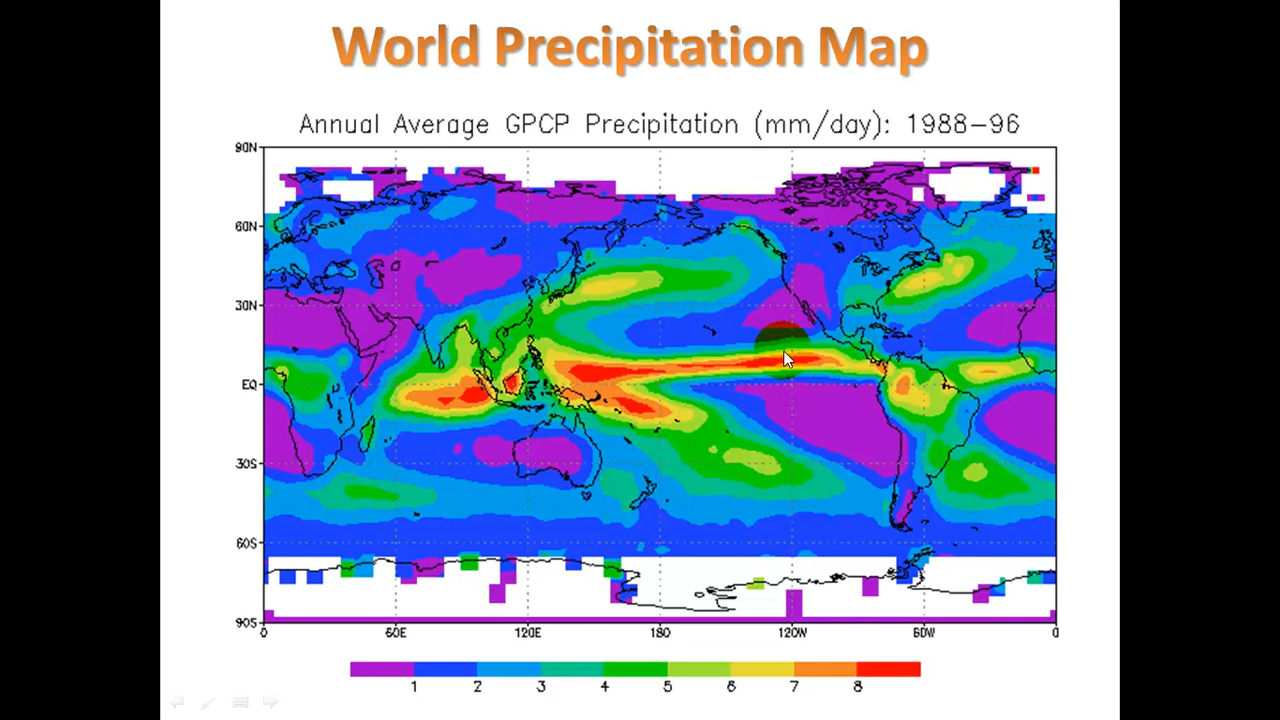 World Precipitation Map
Annual Average GPCP Precipitation (mm/day): 1988-96
90N
60N
30N
EQ
30S
60S
90S
0 60E 120E 180 120W 60W 0
1 2 3 4 5 6 7 8